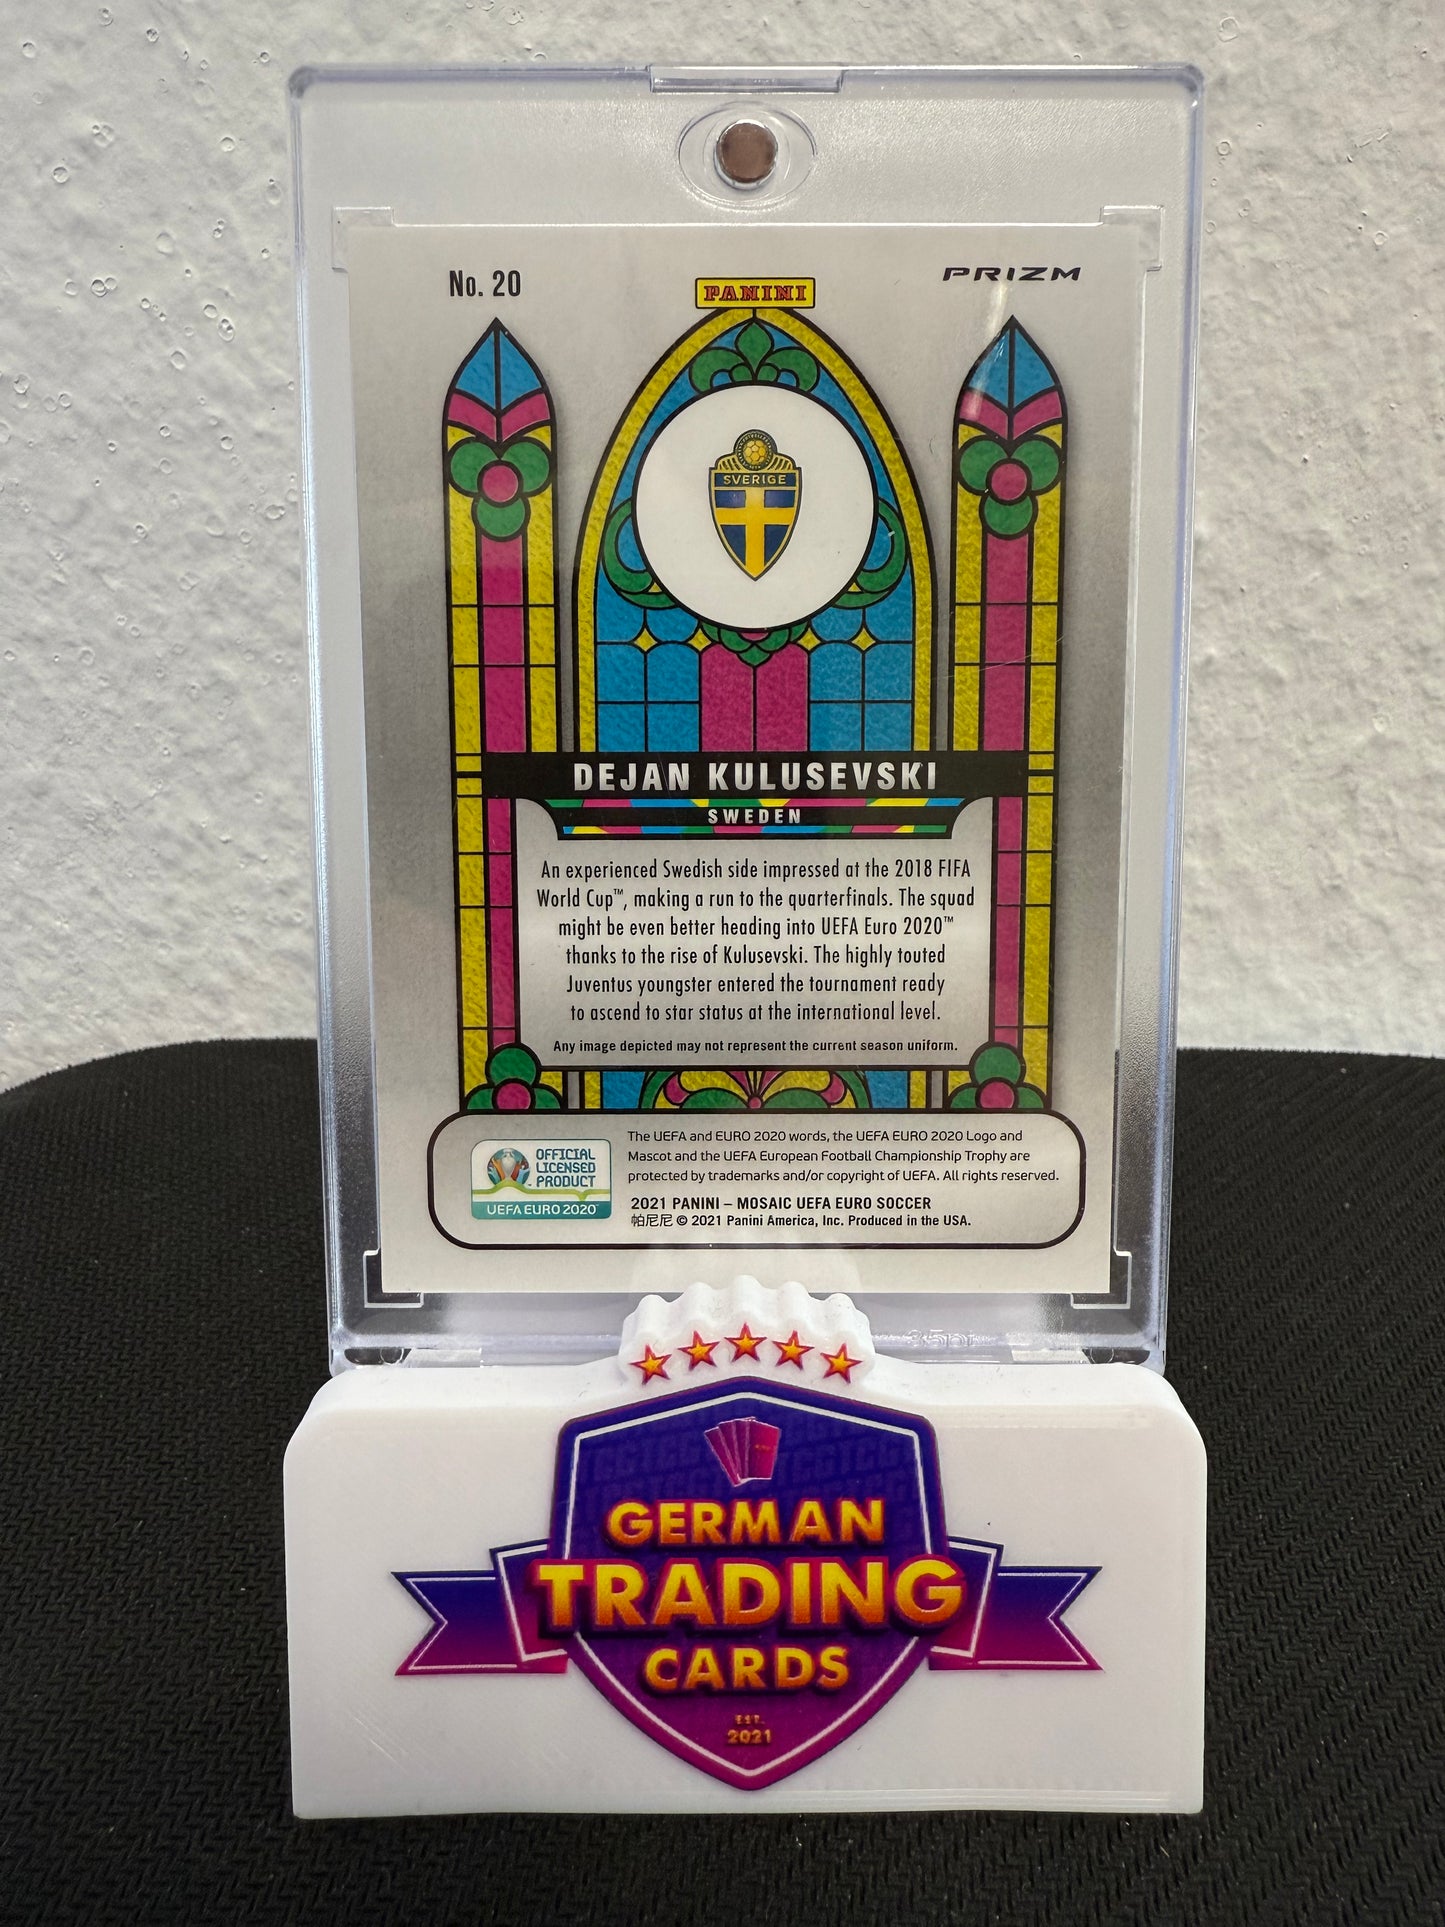 No. 20
PANINI
PRIZM
SVERIGE
DEJAN KULUSEVSKI
SWEDEN
An experienced Swedish side impressed at the 2018 FIFA
World Cup™, making a run to the quarterfinals. The squad
might be even better heading into UEFA Euro 2020™
thanks to the rise of Kulusevski. The highly touted
Juventus youngster entered the tournament ready
to ascend to star status at the international level.
Any image depicted may not represent the current season uniform.
OFFICIAL
LICENSED
PRODUCT
UEFA EURO 2020™
The UEFA and EURO 2020 words, the UEFA EURO 2020 Logo and
Mascot and the UEFA European Football Championship Trophy are
protected by trademarks and/or copyright of UEFA. All rights reserved.
2021 PANINI – MOSAIC UEFA EURO SOCCER
帕尼尼 © 2021 Panini America, Inc. Produced in the USA.
35pt
GERMAN
TRADING
CARDS
EST.
2021